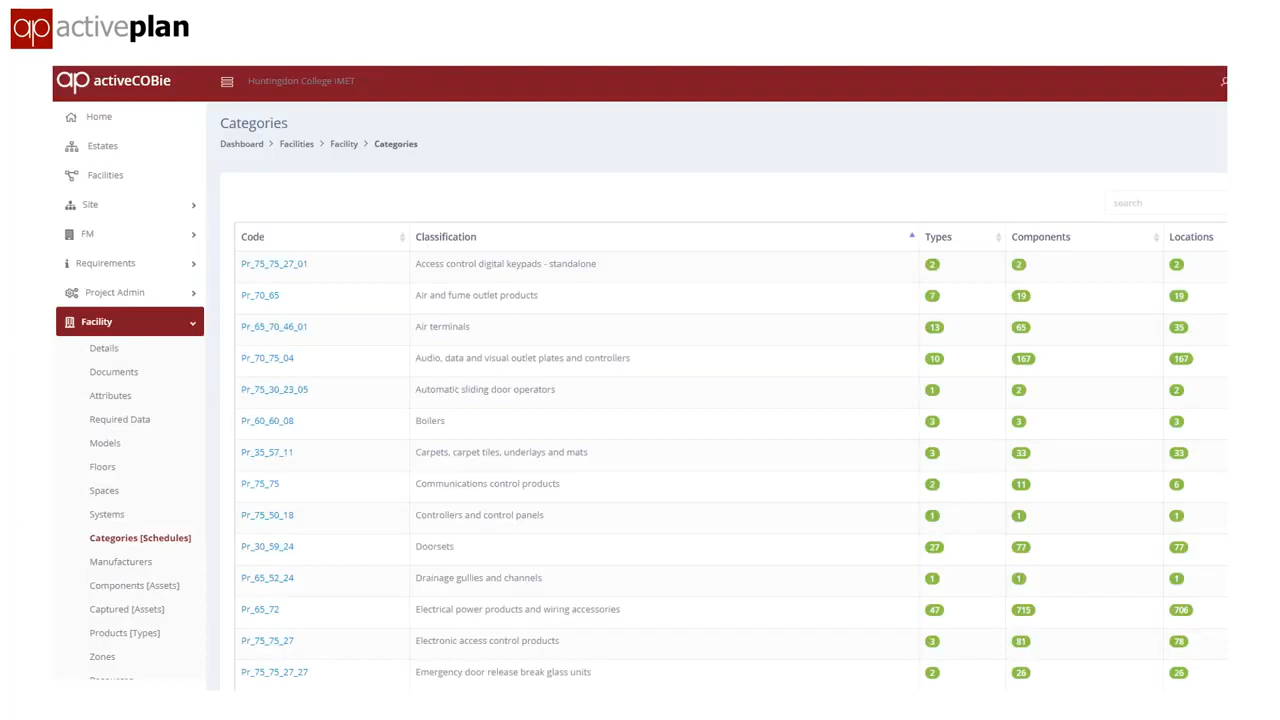 ap activeplan
ap activeCOBie
Huntingdon College IMET
Home
Estates
Facilities
Site
FM
Requirements
Project Admin
Facility
Details
Documents
Attributes
Required Data
Models
Floors
Spaces
Systems
Categories [Schedules]
Manufacturers
Components [Assets]
Captured [Assets]
Products [Types]
Zones
Categories
Dashboard > Facilities > Facility > Categories
search
Code Classification Types Components Locations
Pr_75_75_27_01 Access control digital keypads - standalone 2 2 2
Pr_70_65 Air and fume outlet products 7 19 19
Pr_65_70_46_01 Air terminals 13 65 35
Pr_70_75_04 Audio, data and visual outlet plates and controllers 10 167 167
Pr_75_30_23_05 Automatic sliding door operators 1 2 2
Pr_60_60_08 Boilers 3 3 3
Pr_35_57_11 Carpets, carpet tiles, underlays and mats 3 33 33
Pr_75_75 Communications control products 2 11 6
Pr_75_50_18 Controllers and control panels 1 1 1
Pr_30_59_24 Doorsets 27 77 77
Pr_65_52_24 Drainage gullies and channels 1 1 1
Pr_65_72 Electrical power products and wiring accessories 47 715 706
Pr_75_75_27 Electronic access control products 3 81 78
Pr_75_75_27_27 Emergency door release break glass units 2 26 26